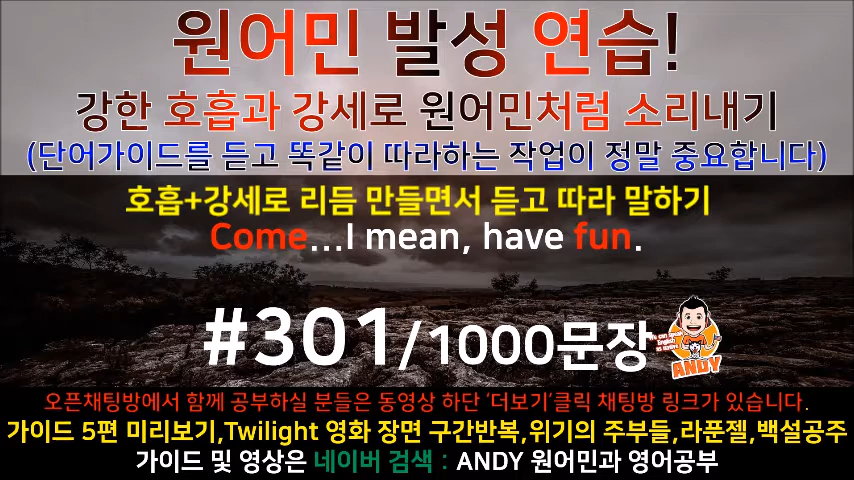 원어민 발성 연습!
강한 호흡과 강세로 원어민처럼 소리내기
(단어가이드를 듣고 똑같이 따라하는 작업이 정말 중요합니다)
호흡+강세로 리듬 만들면서 듣고 따라 말하기
Come...I mean, have fun.
#301/1000문장
We can speak
English
as Native
ANDY
오픈채팅방에서 함께 공부하실 분들은 동영상 하단 '더보기'클릭 채팅방 링크가 있습니다.
가이드 5편 미리보기,Twilight 영화 장면 구간반복,위기의 주부들,라푼젤,백설공주
가이드 및 영상은 네이버 검색 : ANDY 원어민과 영어공부